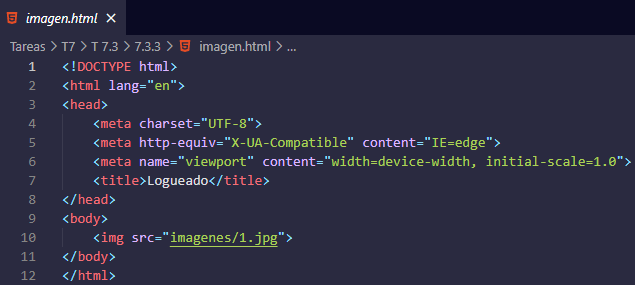 imagen.html ×
Tareas > T7 > T 7.3 > 7.3.3 > imagen.html > ...
1 <!DOCTYPE html>
2 <html lang="en">
3 <head>
4 <meta charset="UTF-8">
5 <meta http-equiv="X-UA-Compatible" content="IE=edge">
6 <meta name="viewport" content="width=device-width, initial-scale=1.0">
7 <title>Logueado</title>
8 </head>
9 <body>
10 <img src="imagenes/1.jpg">
11 </body>
12 </html>